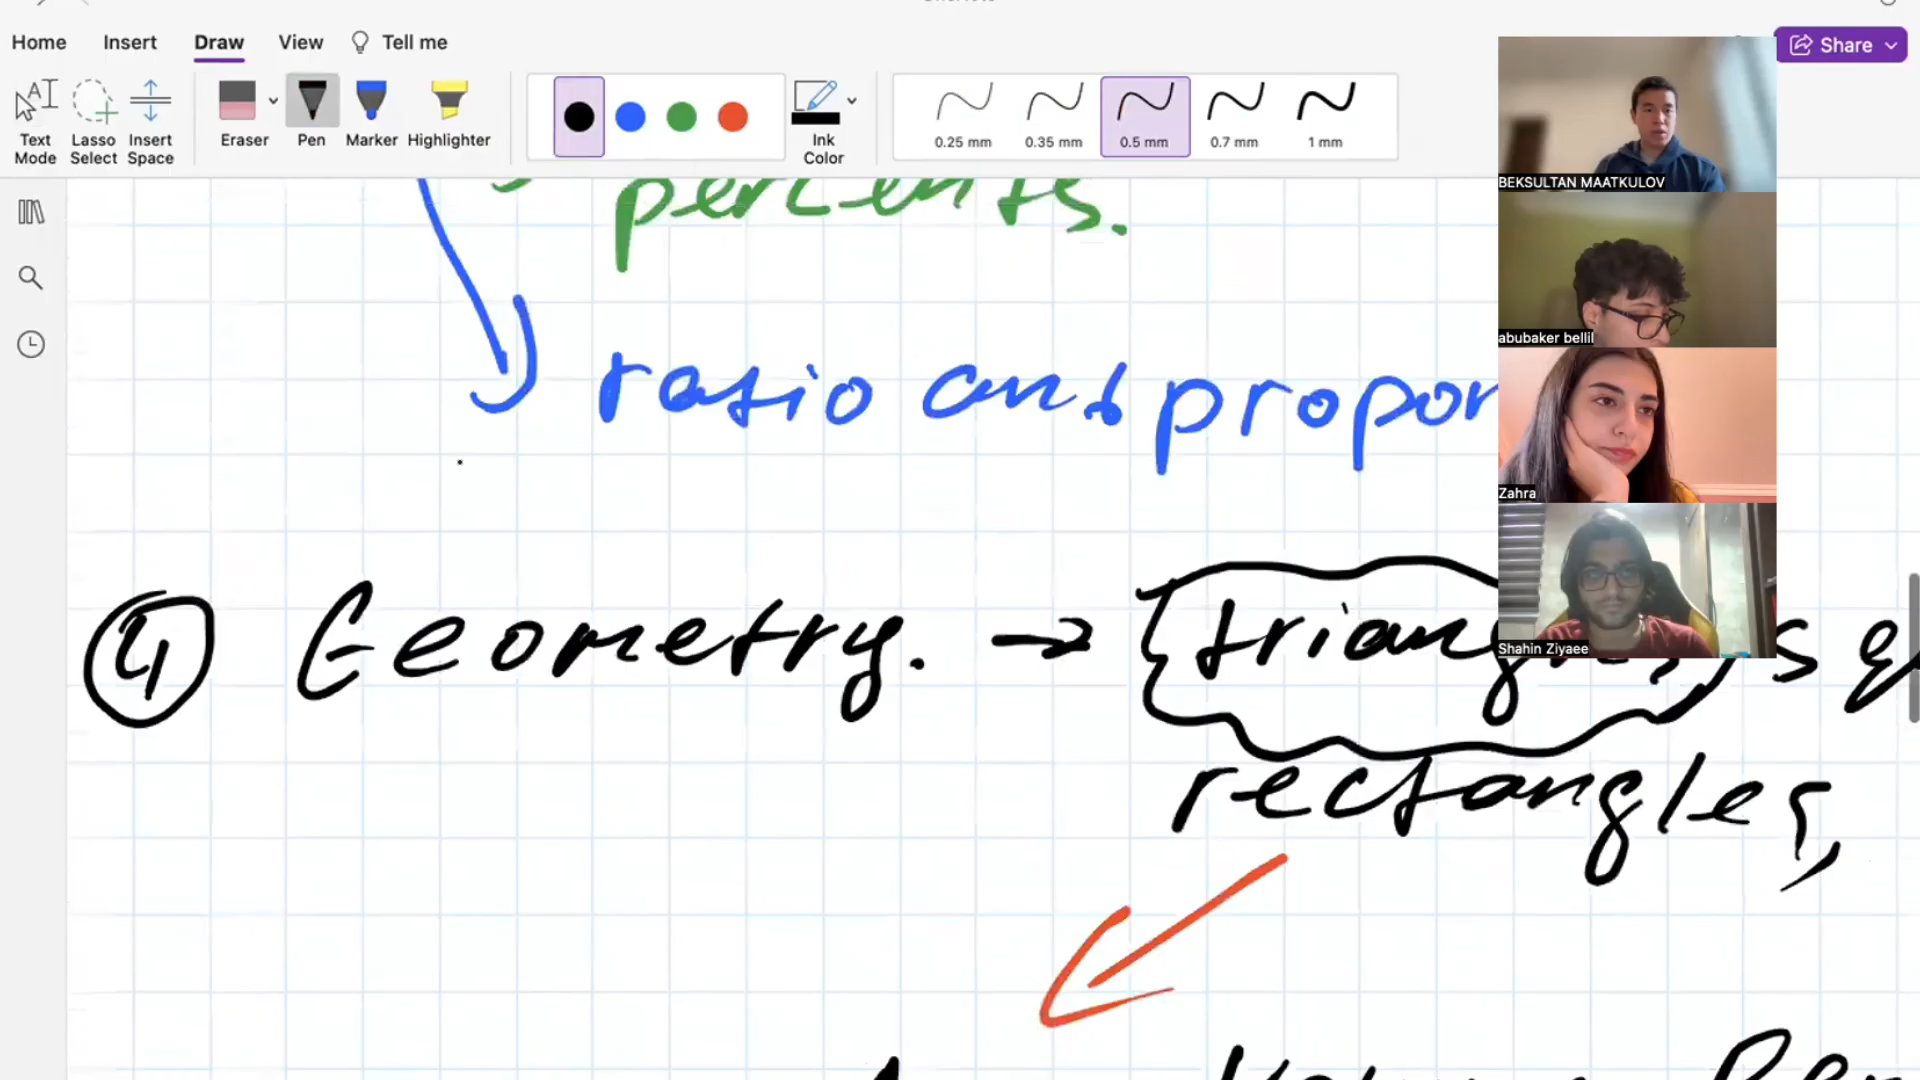 Home Insert Draw View Tell me
Share
Text Mode
Lasso Select
Insert Space
Eraser
Pen
Marker
Highlighter
Ink Color
0.25 mm
0.35 mm
0.5 mm
0.7 mm
1 mm
BEKSULTAN MAATKULOV
abubaker bellil
Zahra
Shahin Ziyaee
percents.
ratio and propor
4 Geometry. → triang
rectangles,